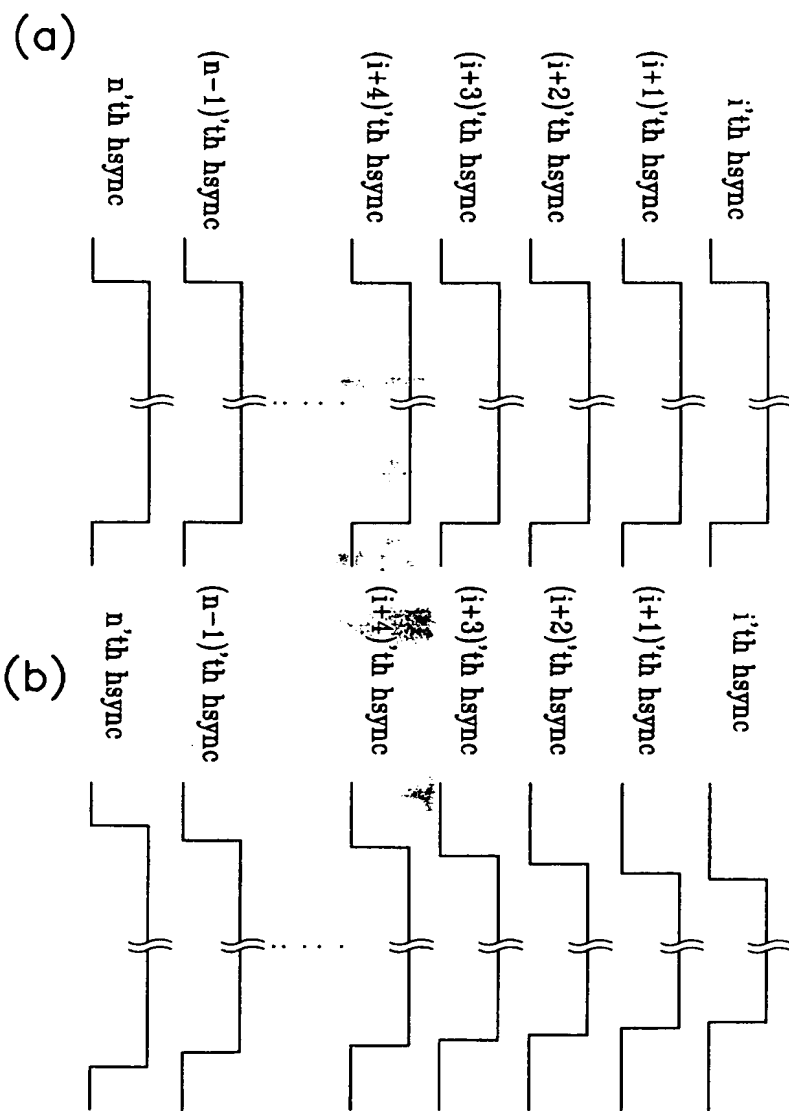 (a)
i'th hsync
(i+1)'th hsync
(i+2)'th hsync
(i+3)'th hsync
(i+4)'th hsync
(n-1)'th hsync
n'th hsync
(b)
i'th hsync
(i+1)'th hsync
(i+2)'th hsync
(i+3)'th hsync
(i+4)'th hsync
(n-1)'th hsync
n'th hsync